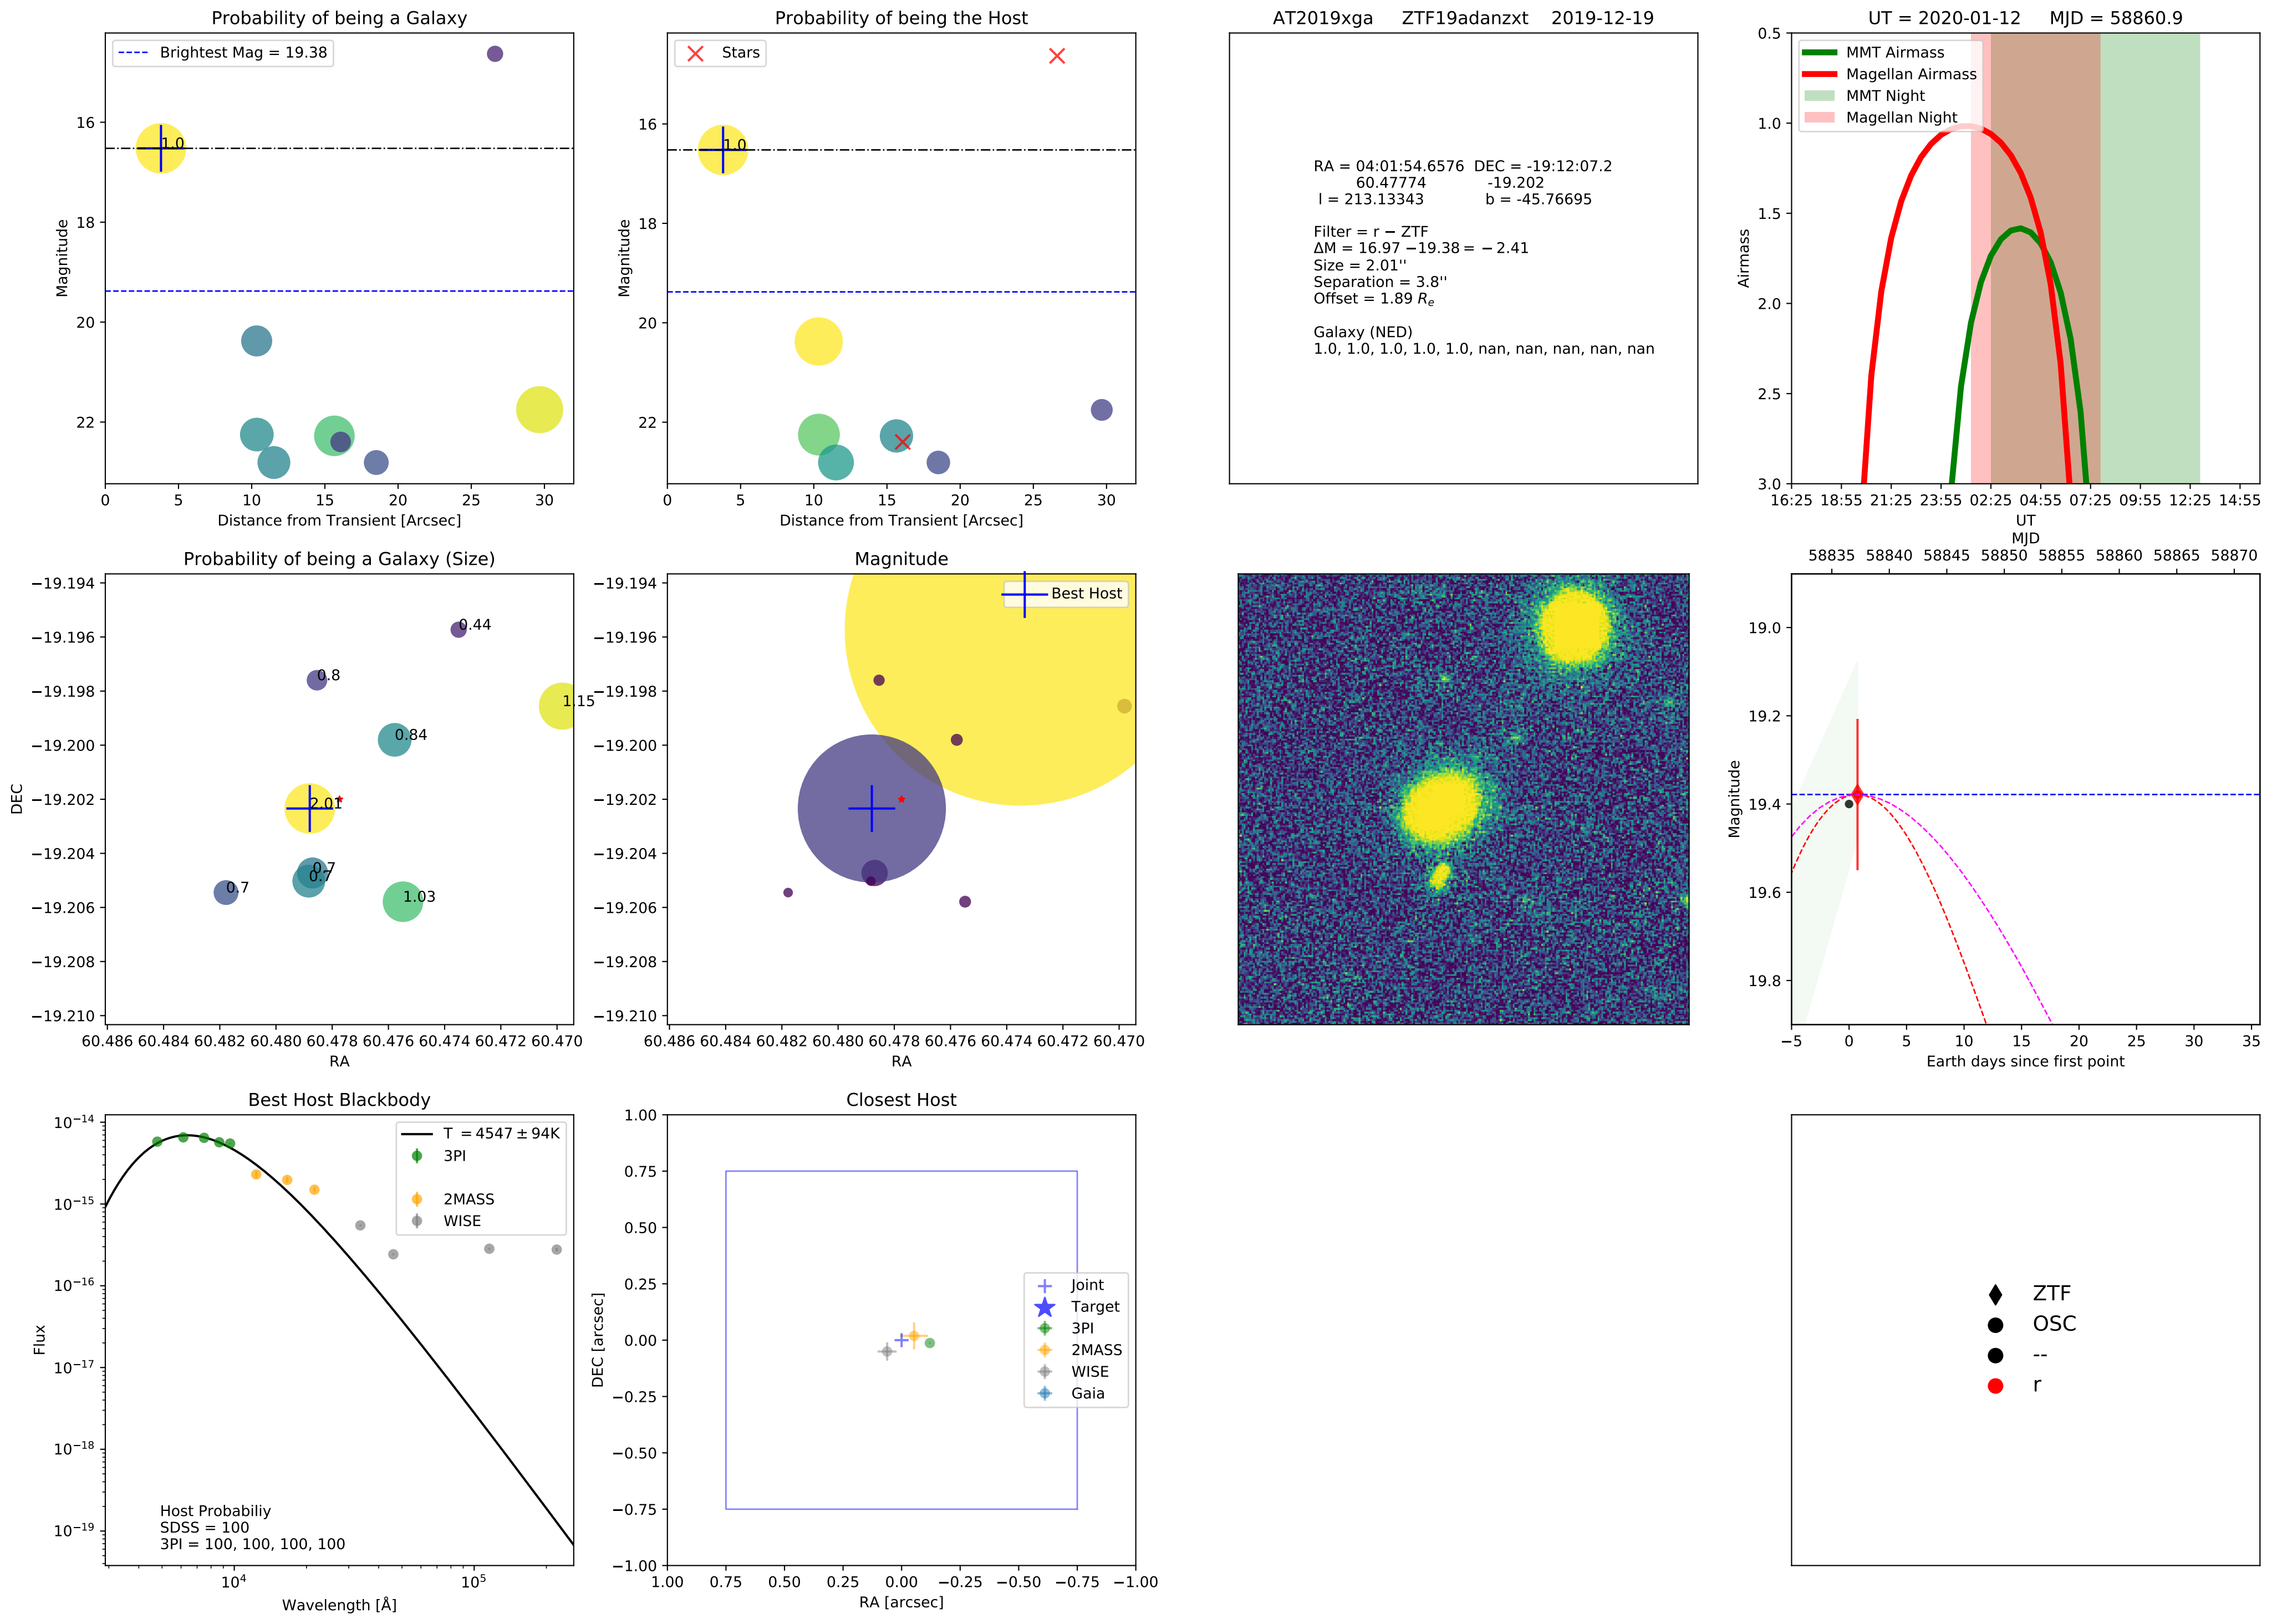 Probability of being a Galaxy
Brightest Mag = 19.38
1.0
16
18
20
22
Magnitude
0 5 10 15 20 25 30
Distance from Transient [Arcsec]
Probability of being the Host
Stars
1.0
16
18
20
22
Magnitude
0 5 10 15 20 25 30
Distance from Transient [Arcsec]
AT2019xga ZTF19adanzxt 2019-12-19
RA = 04:01:54.6576 DEC = -19:12:07.2
60.47774 -19.202
l = 213.13343 b = -45.76695
Filter = r − ZTF
ΔM = 16.97 −19.38 = − 2.41
Size = 2.01''
Separation = 3.8''
Offset = 1.89 Re
Galaxy (NED)
1.0, 1.0, 1.0, 1.0, 1.0, nan, nan, nan, nan, nan
UT = 2020-01-12 MJD = 58860.9
MMT Airmass
Magellan Airmass
MMT Night
Magellan Night
0.5
1.0
1.5
2.0
2.5
3.0
Airmass
16:25 18:55 21:25 23:55 02:25 04:55 07:25 09:55 12:25 14:55
UT
Probability of being a Galaxy (Size)
−19.194
−19.196
−19.198
−19.200
−19.202
−19.204
−19.206
−19.208
−19.210
DEC
0.44
0.8
1.15
0.84
2.01
0.7
0.7
0.7
1.03
60.486 60.484 60.482 60.480 60.478 60.476 60.474 60.472 60.470
RA
Magnitude
Best Host
−19.194
−19.196
−19.198
−19.200
−19.202
−19.204
−19.206
−19.208
−19.210
60.486 60.484 60.482 60.480 60.478 60.476 60.474 60.472 60.470
RA
MJD
58835 58840 58845 58850 58855 58860 58865 58870
19.0
19.2
19.4
19.6
19.8
Magnitude
−5 0 5 10 15 20 25 30 35
Earth days since first point
Best Host Blackbody
T = 4547 ± 94K
3PI
2MASS
WISE
10−14
10−15
10−16
10−17
10−18
10−19
Flux
Host Probabiliy
SDSS = 100
3PI = 100, 100, 100, 100
104 105
Wavelength [Å]
Closest Host
1.00
0.75
0.50
0.25
0.00
−0.25
−0.50
−0.75
−1.00
DEC [arcsec]
Joint
Target
3PI
2MASS
WISE
Gaia
1.00 0.75 0.50 0.25 0.00 −0.25 −0.50 −0.75 −1.00
RA [arcsec]
ZTF
OSC
--
r